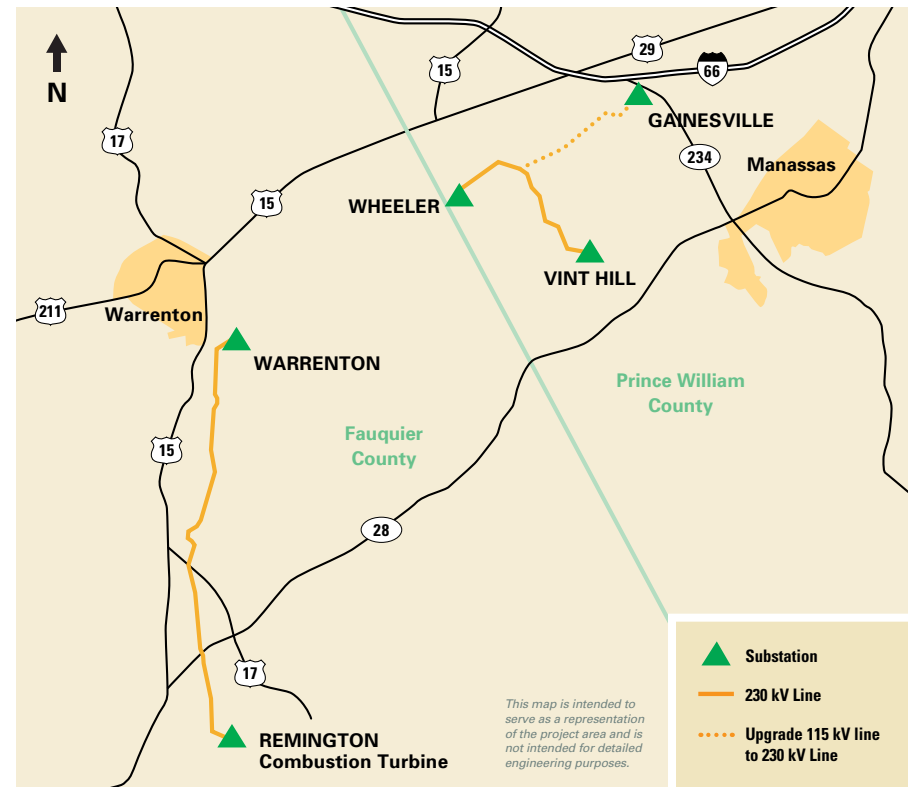 N
29
15
66
17
GAINESVILLE
234
Manassas
15
WHEELER
VINT HILL
211
Warrenton
WARRENTON
Prince William
County
Fauquier
County
15
28
17
REMINGTON
Combustion Turbine
This map is intended to
serve as a representation
of the project area and is
not intended for detailed
engineering purposes.
Substation
230 kV Line
Upgrade 115 kV line
to 230 kV Line